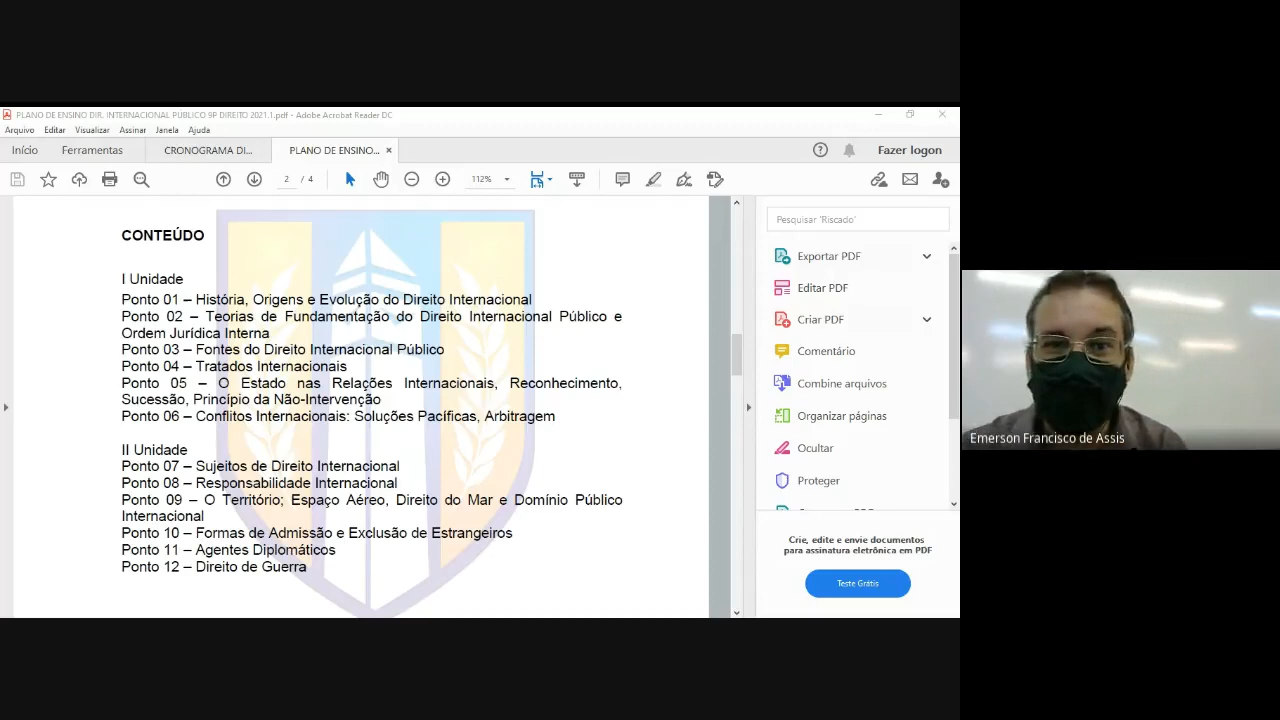 PLANO DE ENSINO DIR. INTERNACIONAL PUBLICO 9P DIREITO 2021.1.pdf - Adobe Acrobat Reader DC
Arquivo Editar Visualizar Assinar Janela Ajuda
Início Ferramentas CRONOGRAMA DI... PLANO DE ENSINO... Fazer logon
2 / 4 112%
CONTEÚDO
I Unidade
Ponto 01 – História, Origens e Evolução do Direito Internacional
Ponto 02 – Teorias de Fundamentação do Direito Internacional Público e
Ordem Jurídica Interna
Ponto 03 – Fontes do Direito Internacional Público
Ponto 04 – Tratados Internacionais
Ponto 05 – O Estado nas Relações Internacionais, Reconhecimento,
Sucessão, Princípio da Não-Intervenção
Ponto 06 – Conflitos Internacionais: Soluções Pacíficas, Arbitragem
II Unidade
Ponto 07 – Sujeitos de Direito Internacional
Ponto 08 – Responsabilidade Internacional
Ponto 09 – O Território; Espaço Aéreo, Direito do Mar e Domínio Público
Internacional
Ponto 10 – Formas de Admissão e Exclusão de Estrangeiros
Ponto 11 – Agentes Diplomáticos
Ponto 12 – Direito de Guerra
Pesquisar 'Riscado'
Exportar PDF
Editar PDF
Criar PDF
Comentário
Combine arquivos
Organizar páginas
Ocultar
Proteger
Crie, edite e envie documentos
para assinatura eletrônica em PDF
Teste Grátis
Emerson Francisco de Assis